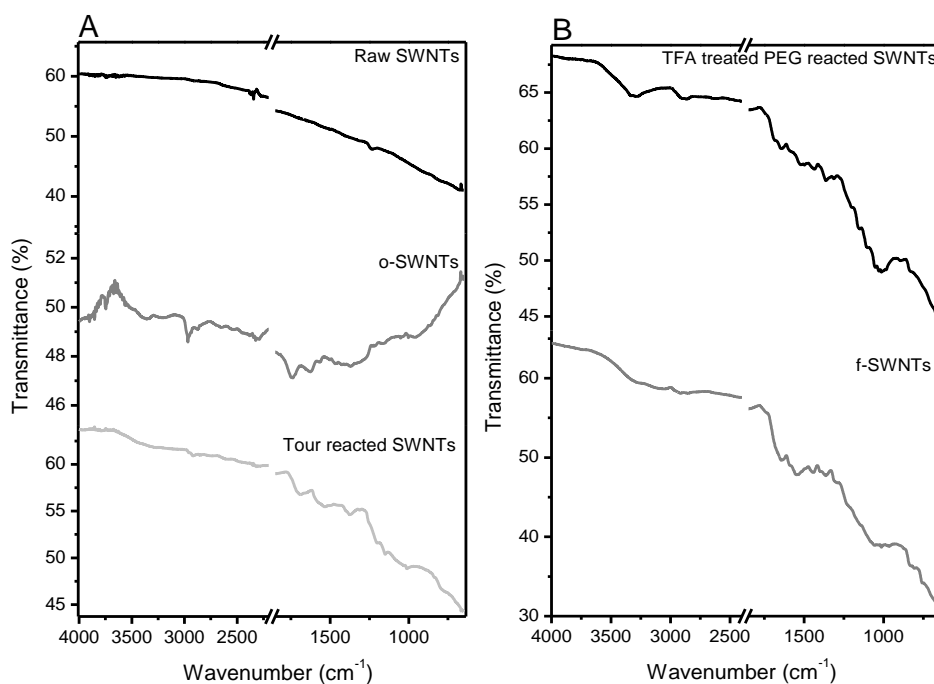 A
Raw SWNTs
60
50
40
o-SWNTs
52
50
48
46
Tour reacted SWNTs
60
55
50
45
4000 3000 2500 1500 1000
Transmittance (%)
Wavenumber (cm-1)
B
TFA treated PEG reacted SWNTs
65
60
55
50
45
f-SWNTs
60
50
40
30
4000 3000 2500 1500 1000
Transmittance (%)
Wavenumber (cm-1)